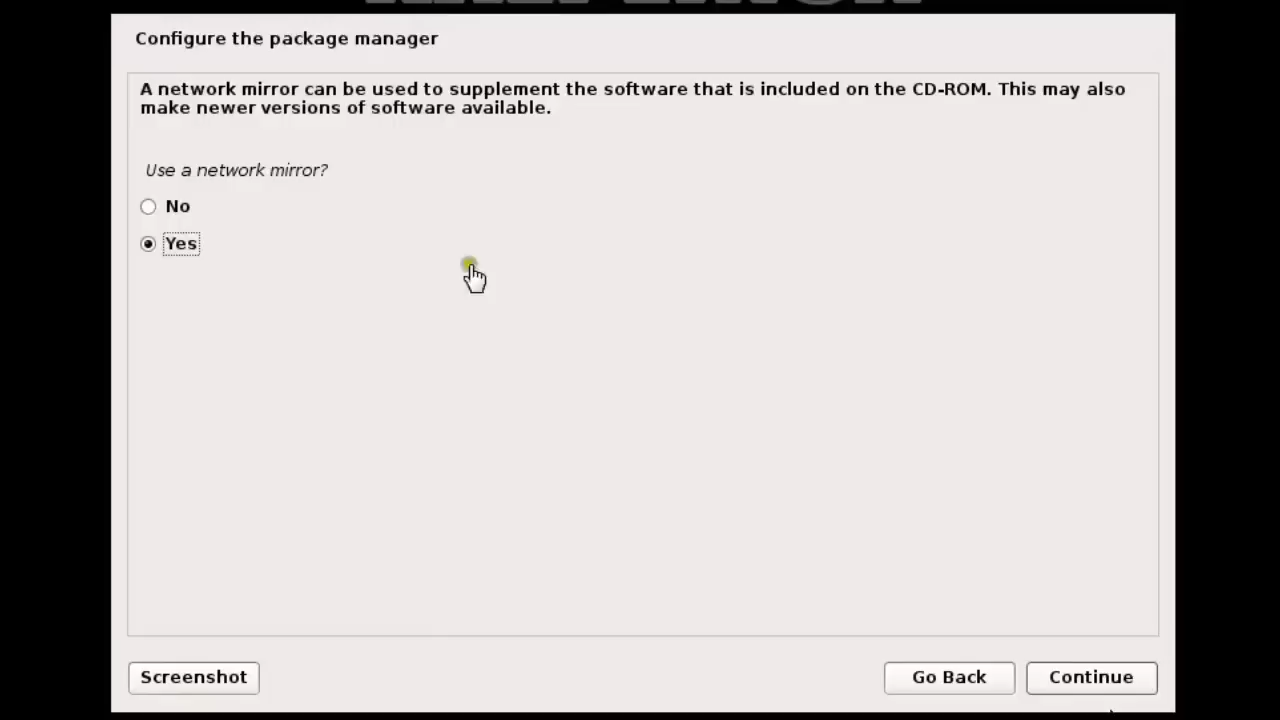 Configure the package manager
A network mirror can be used to supplement the software that is included on the CD-ROM. This may also
make newer versions of software available.
Use a network mirror?
No
Yes
Screenshot
Go Back
Continue